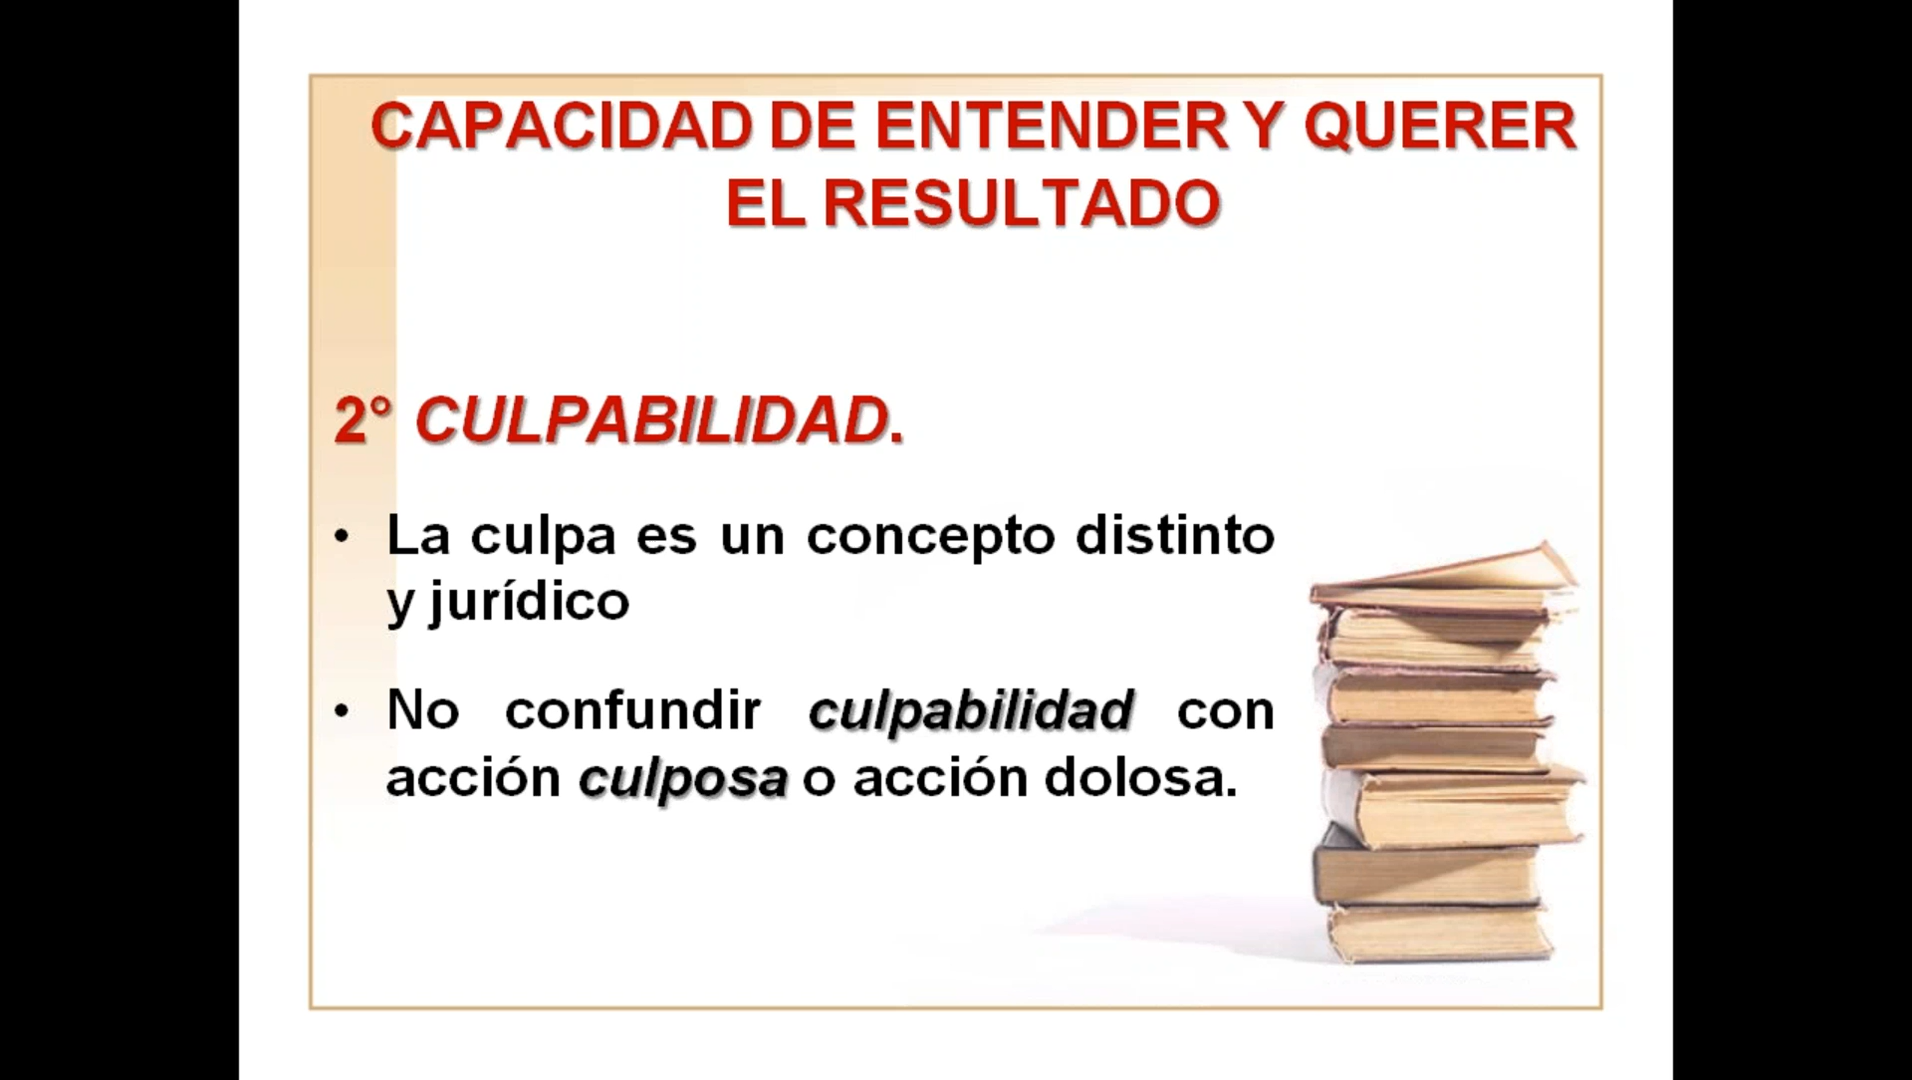 CAPACIDAD DE ENTENDER Y QUERER
EL RESULTADO
2° CULPABILIDAD.
• La culpa es un concepto distinto
y jurídico
• No confundir culpabilidad con
acción culposa o acción dolosa.